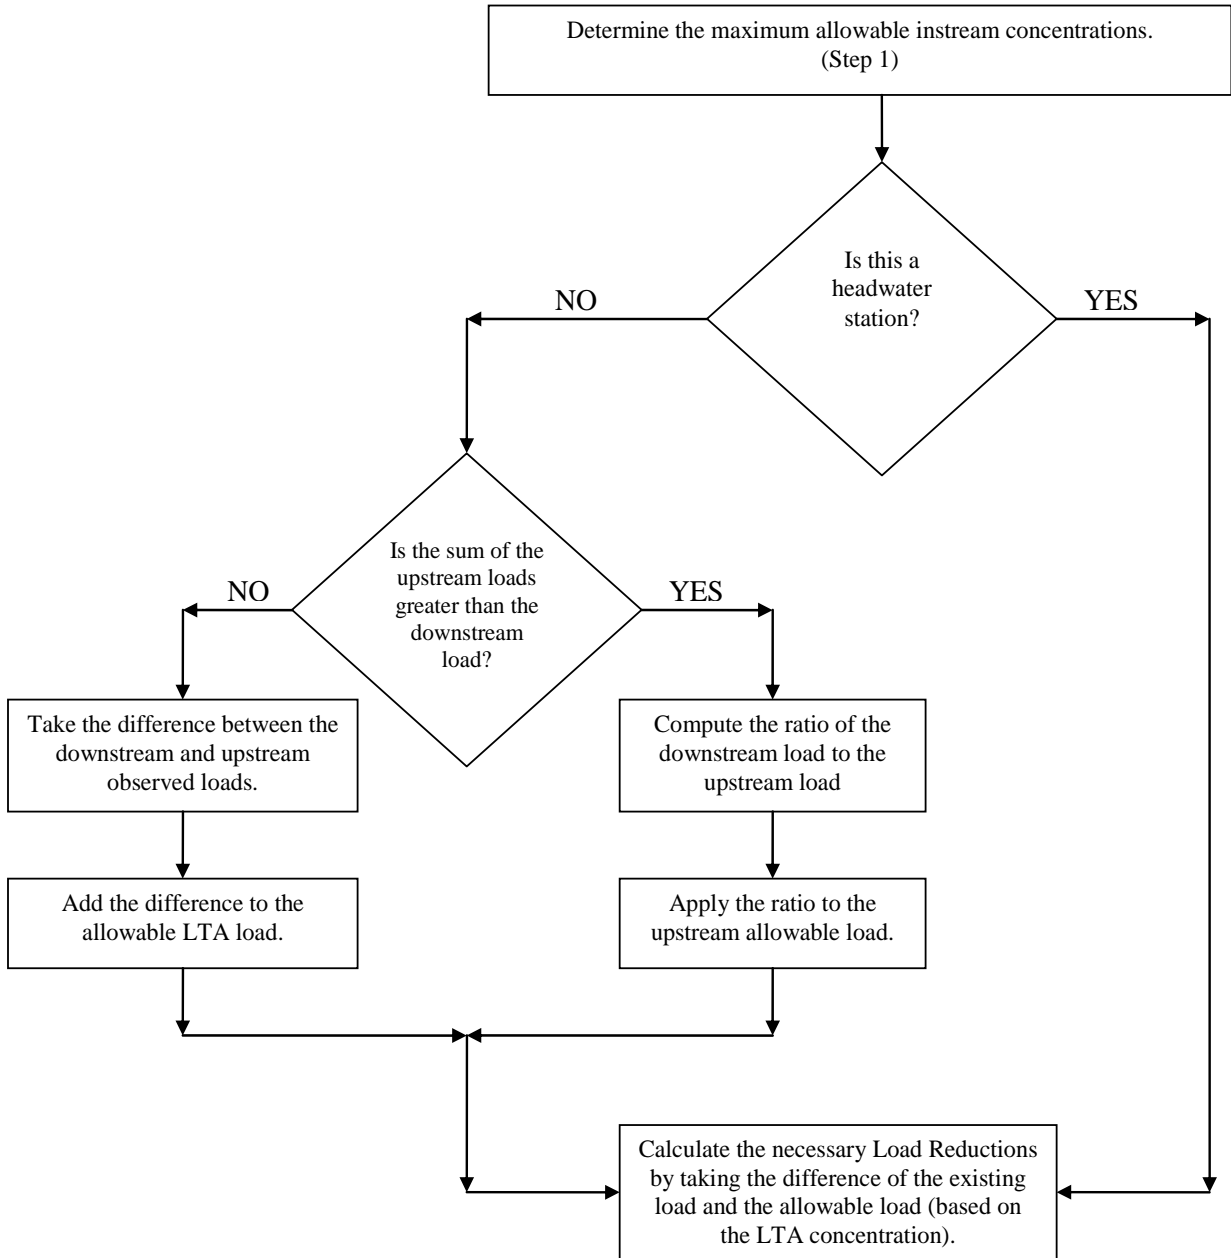 Determine the maximum allowable instream concentrations.
(Step 1)
Is this a
headwater
station?
NO
YES
Is the sum of the
upstream loads
greater than the
downstream
load?
NO
YES
Take the difference between the
downstream and upstream
observed loads.
Compute the ratio of the
downstream load to the
upstream load
Add the difference to the
allowable LTA load.
Apply the ratio to the
upstream allowable load.
Calculate the necessary Load Reductions
by taking the difference of the existing
load and the allowable load (based on
the LTA concentration).